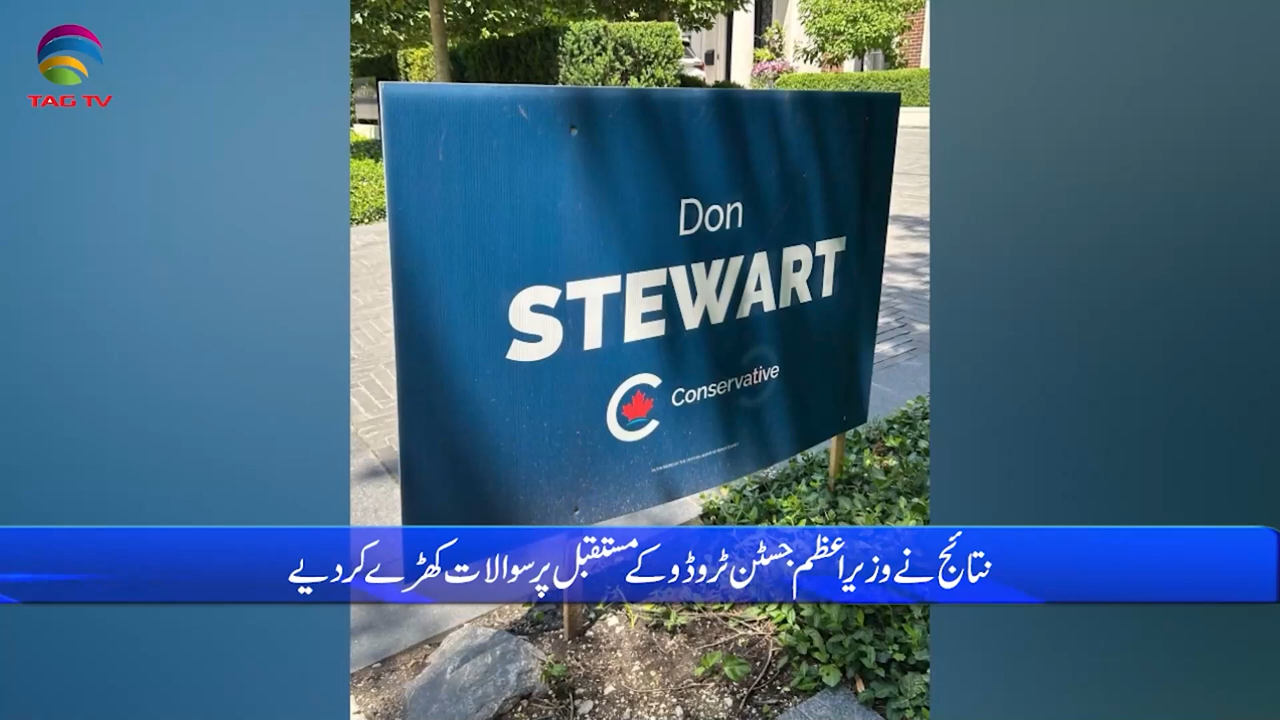 TAG TV
Don
STEWART
Conservative
نتائج نے وزیراعظم جسٹن ٹروڈو کے مستقبل پر سوالات کھڑے کر دیے